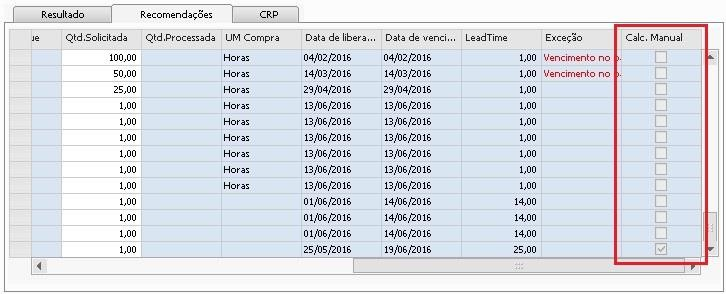 Resultado Recomendações CRP
ue Qtd.Solicitada Qtd.Processada UM Compra Data de libera... Data de venci... LeadTime Exceção Calc. Manual
100,00 Horas 04/02/2016 04/02/2016 1,00 Vencimento no p
50,00 Horas 14/03/2016 14/03/2016 1,00 Vencimento no p
25,00 Horas 29/04/2016 29/04/2016 1,00
1,00 Horas 13/06/2016 13/06/2016 1,00
1,00 Horas 13/06/2016 13/06/2016 1,00
1,00 Horas 13/06/2016 13/06/2016 1,00
1,00 Horas 13/06/2016 13/06/2016 1,00
1,00 Horas 13/06/2016 13/06/2016 1,00
1,00 Horas 13/06/2016 13/06/2016 1,00
1,00 01/06/2016 14/06/2016 14,00
1,00 01/06/2016 14/06/2016 14,00
1,00 01/06/2016 14/06/2016 14,00
1,00 25/05/2016 19/06/2016 25,00